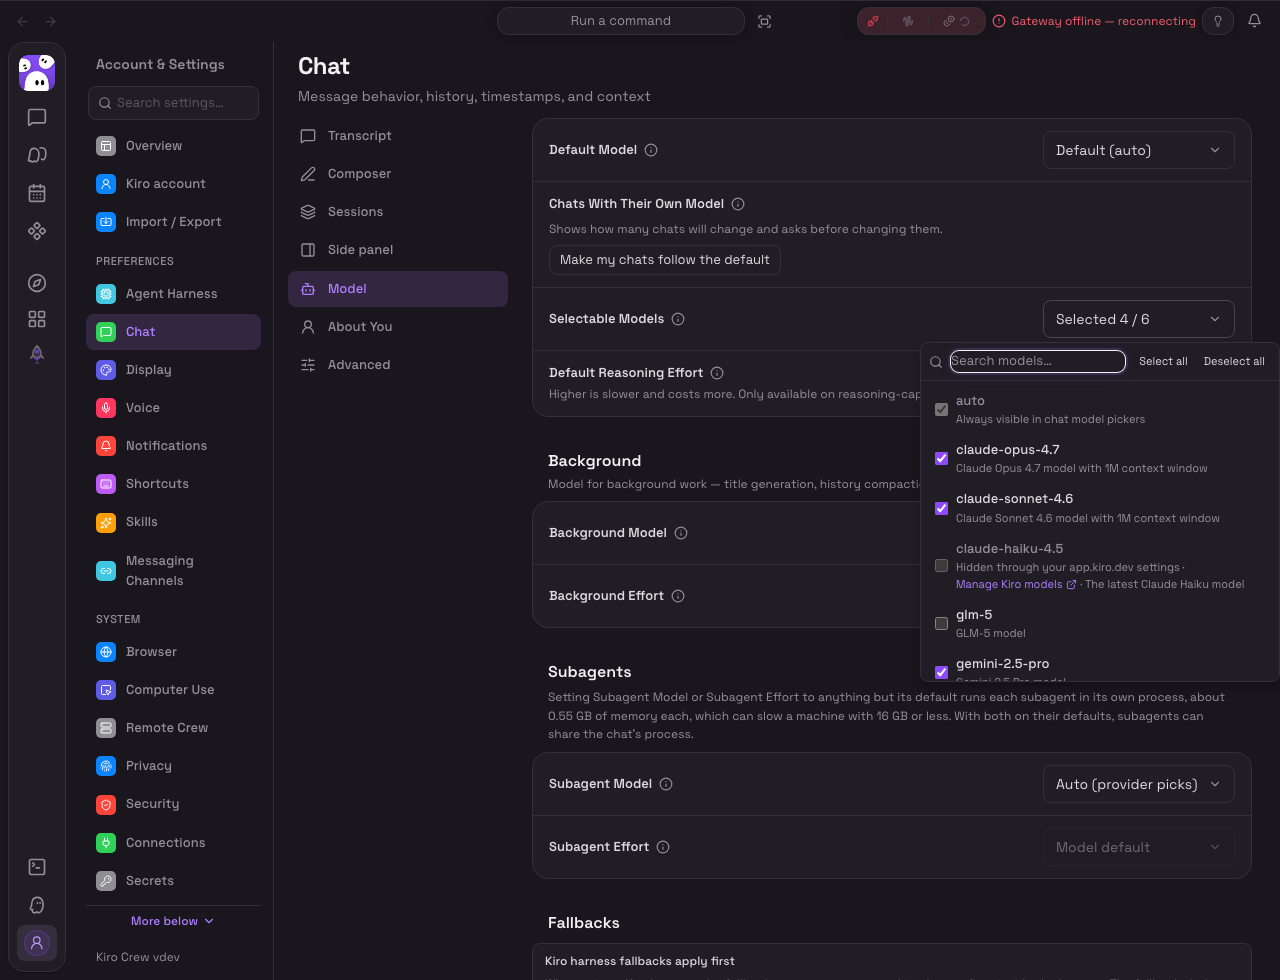 Run a command
Gateway offline — reconnecting
Account & Settings
Search settings...
Overview
Kiro account
Import / Export
PREFERENCES
Agent Harness
Chat
Display
Voice
Notifications
Shortcuts
Skills
Messaging
Channels
SYSTEM
Browser
Computer Use
Remote Crew
Privacy
Security
Connections
Secrets
More below
Kiro Crew vdev
Chat
Message behavior, history, timestamps, and context
Transcript
Composer
Sessions
Side panel
Model
About You
Advanced
Default Model
Default (auto)
Chats With Their Own Model
Shows how many chats will change and asks before changing them.
Make my chats follow the default
Selectable Models
Selected 4 / 6
Default Reasoning Effort
Higher is slower and costs more. Only available on reasoning-cap
Search models...
Select all
Deselect all
auto
Always visible in chat model pickers
claude-opus-4.7
Claude Opus 4.7 model with 1M context window
claude-sonnet-4.6
Claude Sonnet 4.6 model with 1M context window
claude-haiku-4.5
Hidden through your app.kiro.dev settings ·
Manage Kiro models · The latest Claude Haiku model
glm-5
GLM-5 model
gemini-2.5-pro
Gemini 2.5 Pro model
Background
Model for background work — title generation, history compacti
Background Model
Background Effort
Subagents
Setting Subagent Model or Subagent Effort to anything but its default runs each subagent in its own process, about
0.55 GB of memory each, which can slow a machine with 16 GB or less. With both on their defaults, subagents can
share the chat's process.
Subagent Model
Auto (provider picks)
Subagent Effort
Model default
Fallbacks
Kiro harness fallbacks apply first